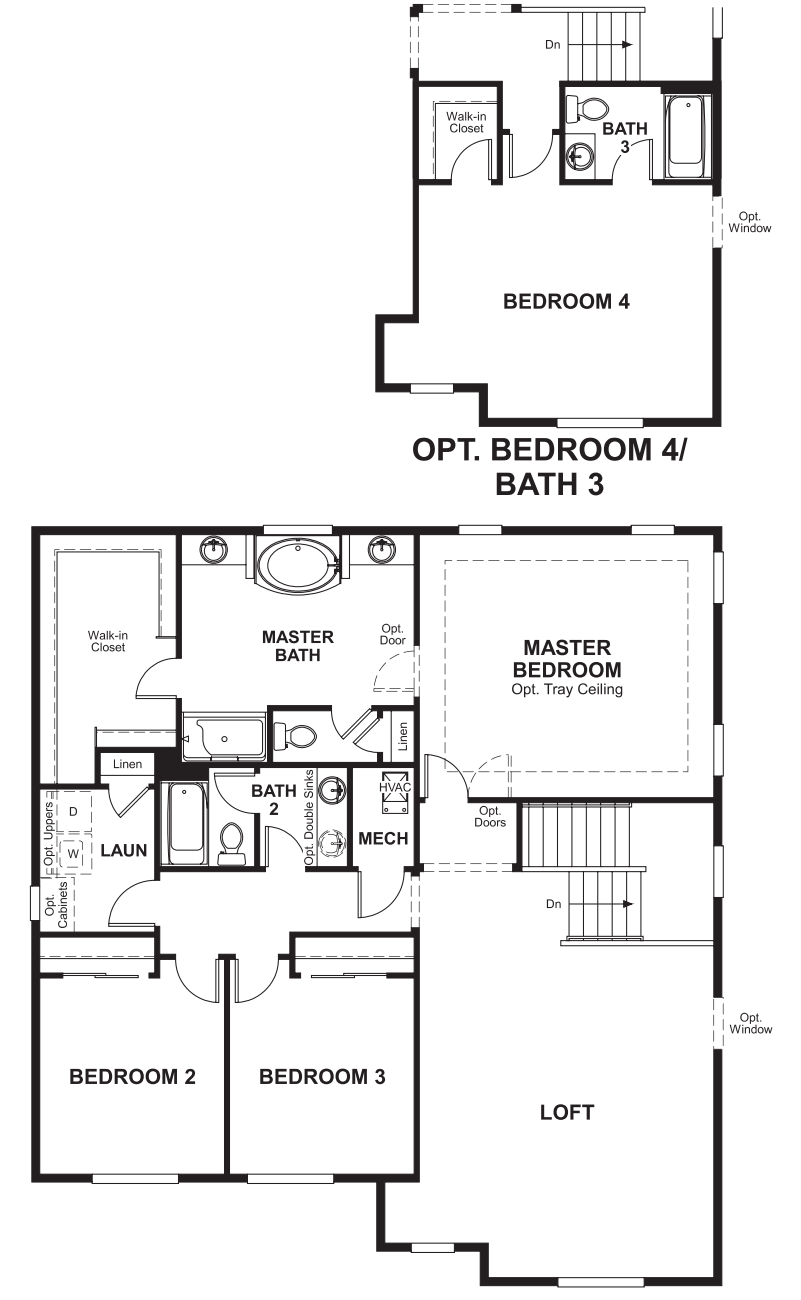 Dn
Walk-in
Closet
BATH
3
Opt.
Window
BEDROOM 4
OPT. BEDROOM 4/
BATH 3
Walk-in
Closet
MASTER
BATH
Opt.
Door
MASTER
BEDROOM
Opt. Tray Ceiling
Linen
Linen
Opt. Uppers
D
W
LAUN
Opt.
Cabinets
BATH
2
Opt. Double Sinks
HVAC
MECH
Opt.
Doors
Dn
Opt.
Window
BEDROOM 2
BEDROOM 3
LOFT